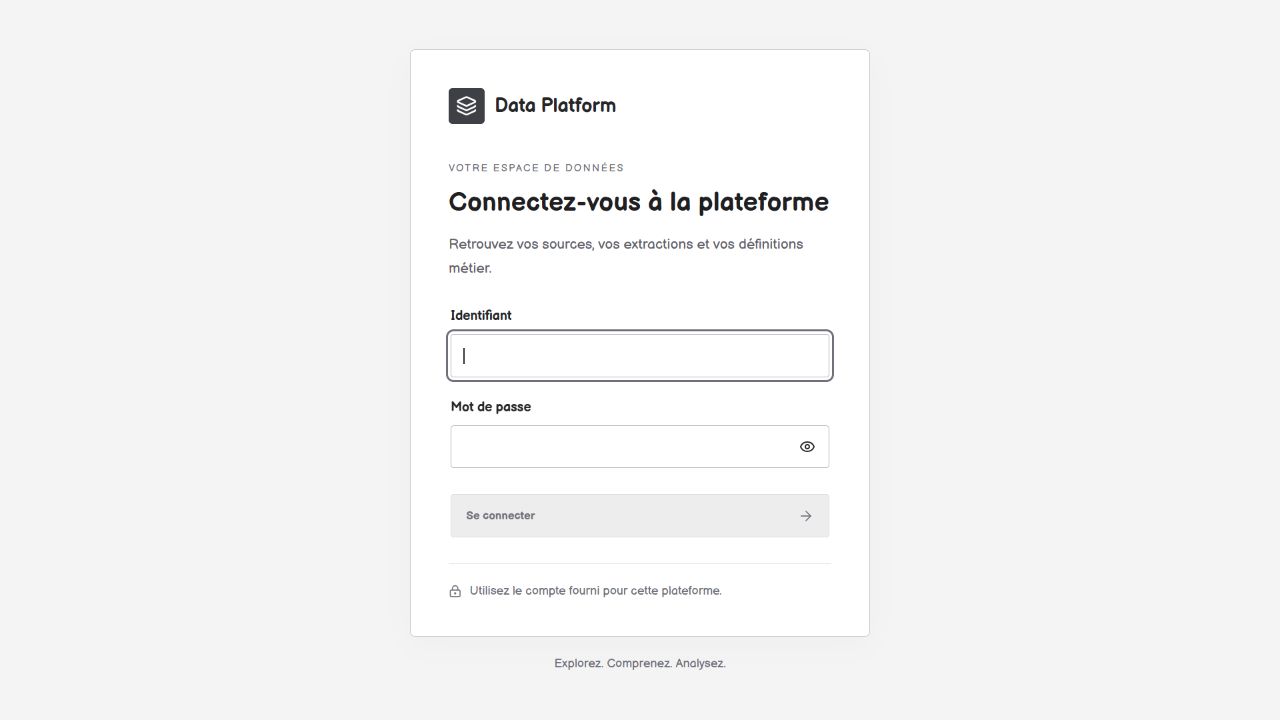 Data Platform
VOTRE ESPACE DE DONNÉES
Connectez-vous à la plateforme
Retrouvez vos sources, vos extractions et vos définitions
métier.
Identifiant
Mot de passe
Se connecter
Utilisez le compte fourni pour cette plateforme.
Explorez. Comprenez. Analysez.